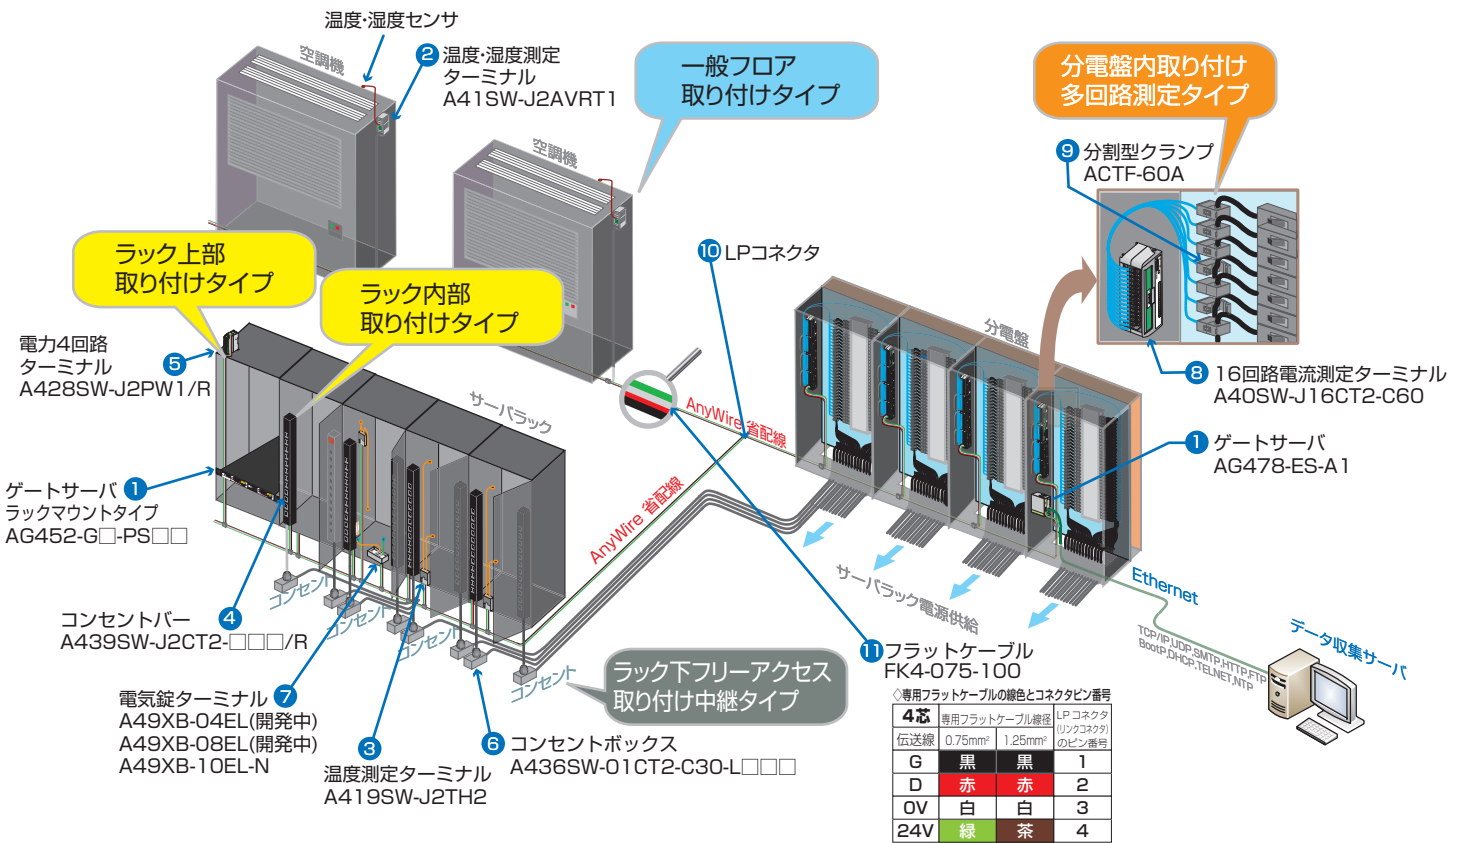 温度・湿度センサ
空調機
2 温度・湿度測定
ターミナル
A41SW-J2AVRT1
一般フロア
取り付けタイプ
分電盤内取り付け
多回路測定タイプ
9 分割型クランプ
ACTF-60A
空調機
ラック上部
取り付けタイプ
ラック内部
取り付けタイプ
10 LPコネクタ
分電盤
電力4回路
ターミナル 5
A428SW-J2PW1/R
8 16回路電流測定ターミナル
A40SW-J16CT2-C60
サーバラック
AnyWire 省配線
AnyWire 省配線
1 ゲートサーバ
AG478-ES-A1
ゲートサーバ 1
ラックマウントタイプ
AG452-G□-PS□□
コンセント
コンセント
コンセント
コンセント
サーバラック電源供給
Ethernet
TCP/IP,UDP,SMTP,HTTP,FTP
BootP,DHCP,TELNET,NTP
データ収集サーバ
コンセントバー 4
A439SW-J2CT2-□□□/R
ラック下フリーアクセス
取り付け中継タイプ
11 フラットケーブル
FK4-075-100
電気錠ターミナル 7
A49XB-04EL(開発中)
A49XB-08EL(開発中)
A49XB-10EL-N
3
温度測定ターミナル
A419SW-J2TH2
6 コンセントボックス
A436SW-01CT2-C30-L□□□
◇専用フラットケーブルの線色とコネクタピン番号
4芯 専用フラットケーブル線径 LPコネクタ
(リンクコネクタ)
伝送線 0.75mm² 1.25mm² のピン番号
G 黒 黒 1
D 赤 赤 2
0V 白 白 3
24V 緑 茶 4